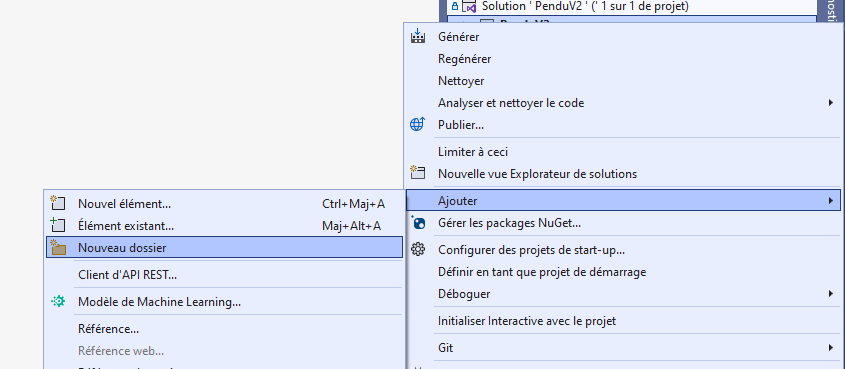 Solution ' PenduV2 ' (' 1 sur 1 de projet)
Générer
Regénérer
Nettoyer
Analyser et nettoyer le code
Publier...
Limiter à ceci
Nouvelle vue Explorateur de solutions
Ajouter
Gérer les packages NuGet...
Configurer des projets de start-up...
Définir en tant que projet de démarrage
Déboguer
Initialiser Interactive avec le projet
Git
Nouvel élément... Ctrl+Maj+A
Élément existant... Maj+Alt+A
Nouveau dossier
Client d'API REST...
Modèle de Machine Learning...
Référence...
Référence web...